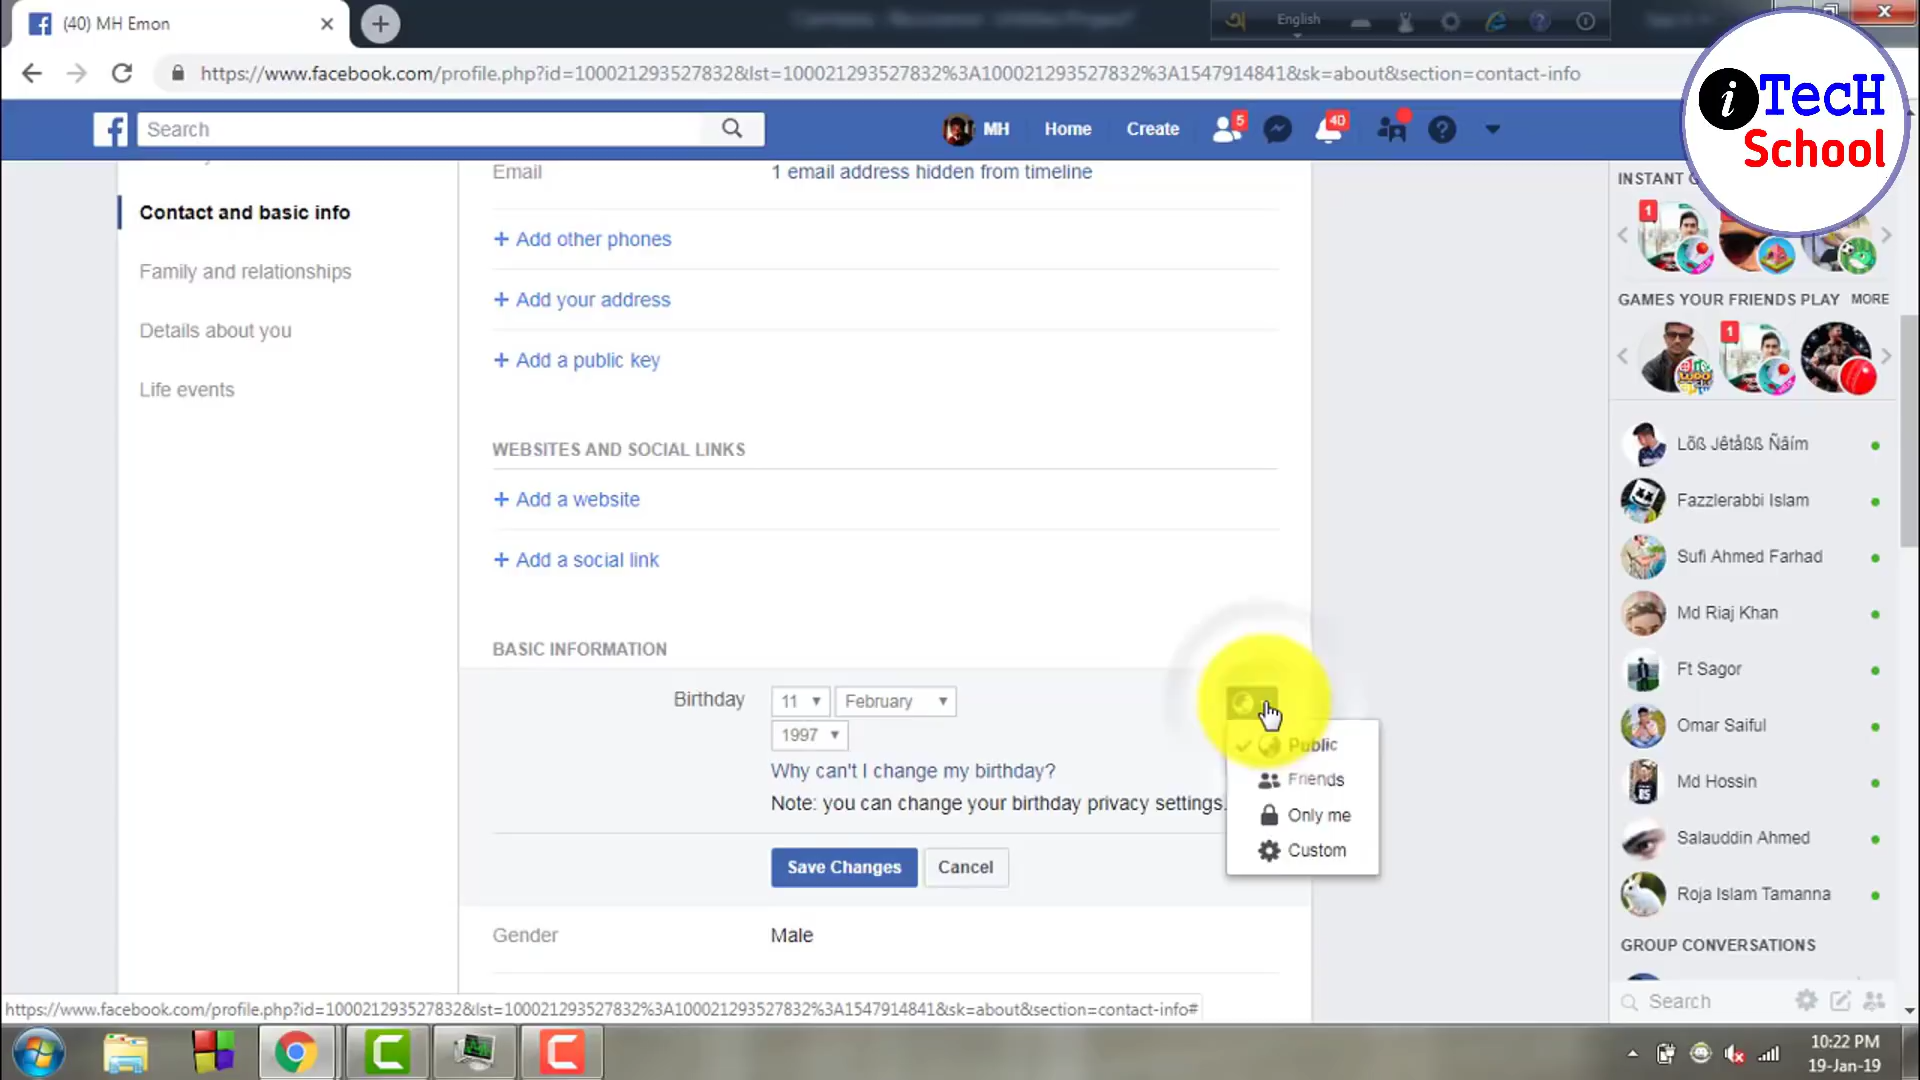 (40) MH Emon
English
https://www.facebook.com/profile.php?id=100021293527832&lst=100021293527832%3A100021293527832%3A1547914841&sk=about&section=contact-info
i TecH
School
Search
MH
Home
Create
5
40
Email
1 email address hidden from timeline
Contact and basic info
Family and relationships
Details about you
Life events
+ Add other phones
+ Add your address
+ Add a public key
WEBSITES AND SOCIAL LINKS
+ Add a website
+ Add a social link
BASIC INFORMATION
Birthday
11
February
1997
Why can't I change my birthday?
Note: you can change your birthday privacy settings.
Public
Friends
Only me
Custom
Save Changes
Cancel
Gender
Male
INSTANT G
1
GAMES YOUR FRIENDS PLAY
MORE
1
Lõß Jêtåßß Ñâím
Fazzlerabbi Islam
Sufi Ahmed Farhad
Md Riaj Khan
Ft Sagor
Omar Saiful
Md Hossin
Salauddin Ahmed
Roja Islam Tamanna
GROUP CONVERSATIONS
Search
https://www.facebook.com/profile.php?id=100021293527832&lst=100021293527832%3A100021293527832%3A1547914841&sk=about&section=contact-info#
10:22 PM
19-Jan-19